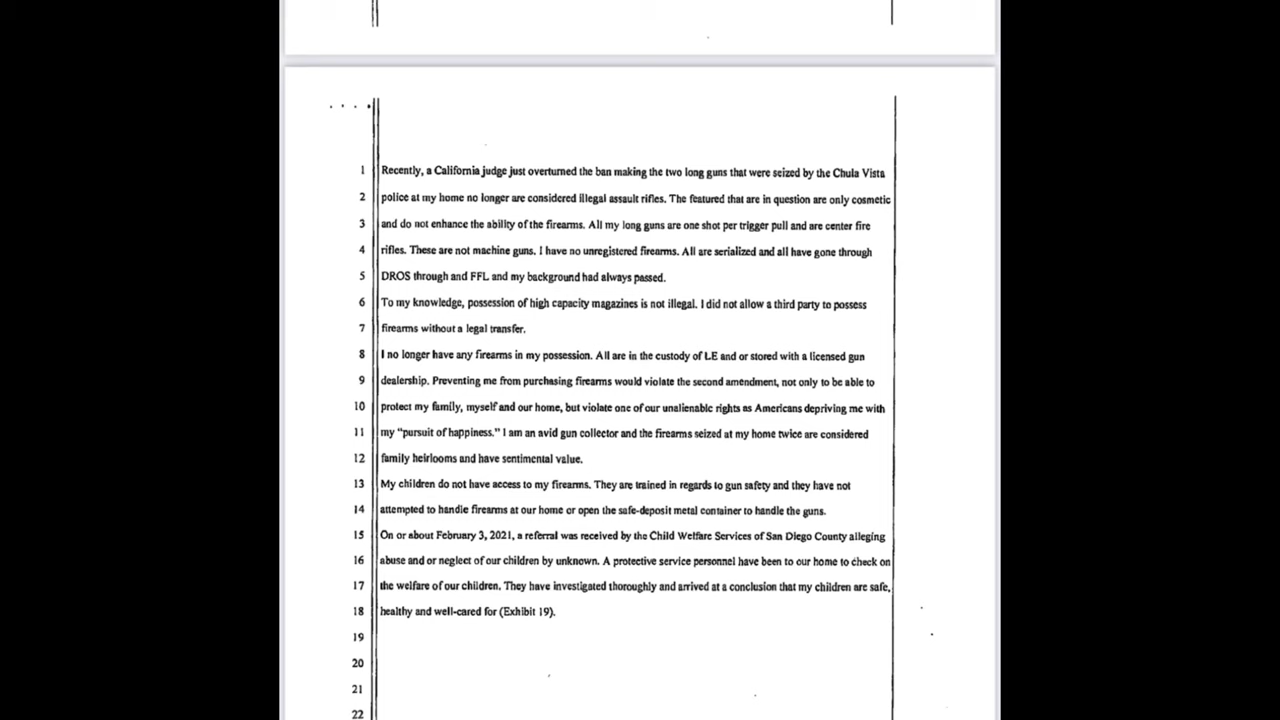 1 Recently, a California judge just overturned the ban making the two long guns that were seized by the Chula Vista
2 police at my home no longer are considered illegal assault rifles. The featured that are in question are only cosmetic
3 and do not enhance the ability of the firearms. All my long guns are one shot per trigger pull and are center fire
4 rifles. These are not machine guns. I have no unregistered firearms. All are serialized and all have gone through
5 DROS through and FFL and my background had always passed.
6 To my knowledge, possession of high capacity magazines is not illegal. I did not allow a third party to possess
7 firearms without a legal transfer.
8 I no longer have any firearms in my possession. All are in the custody of LE and or stored with a licensed gun
9 dealership. Preventing me from purchasing firearms would violate the second amendment, not only to be able to
10 protect my family, myself and our home, but violate one of our unalienable rights as Americans depriving me with
11 my "pursuit of happiness." I am an avid gun collector and the firearms seized at my home twice are considered
12 family heirlooms and have sentimental value.
13 My children do not have access to my firearms. They are trained in regards to gun safety and they have not
14 attempted to handle firearms at our home or open the safe-deposit metal container to handle the guns.
15 On or about February 3, 2021, a referral was received by the Child Welfare Services of San Diego County alleging
16 abuse and or neglect of our children by unknown. A protective service personnel have been to our home to check on
17 the welfare of our children. They have investigated thoroughly and arrived at a conclusion that my children are safe,
18 healthy and well-cared for (Exhibit 19).
19
20
21
22